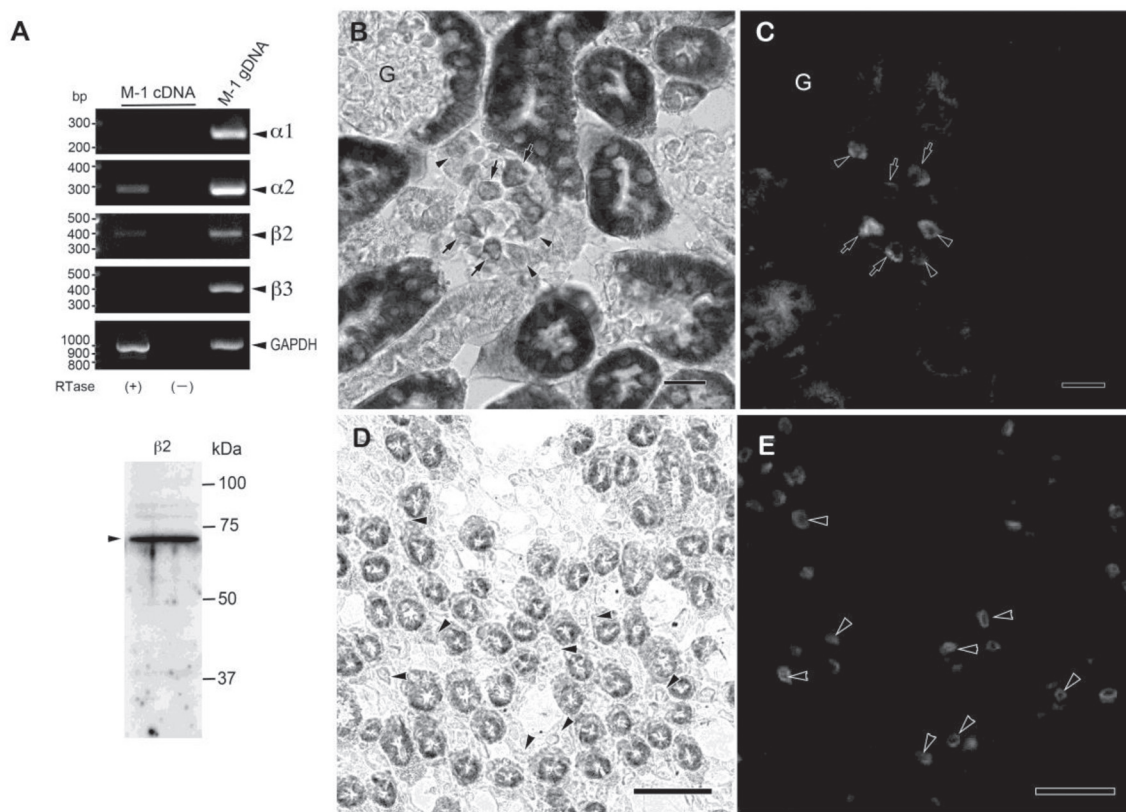 A
M-1 cDNA
M-1 gDNA
bp
300
200
α1
400
300
α2
500
400
300
β2
500
400
300
β3
1000
900
800
GAPDH
RTase
(+)
(−)
β2
kDa
100
75
50
37
B
G
C
G
D
E